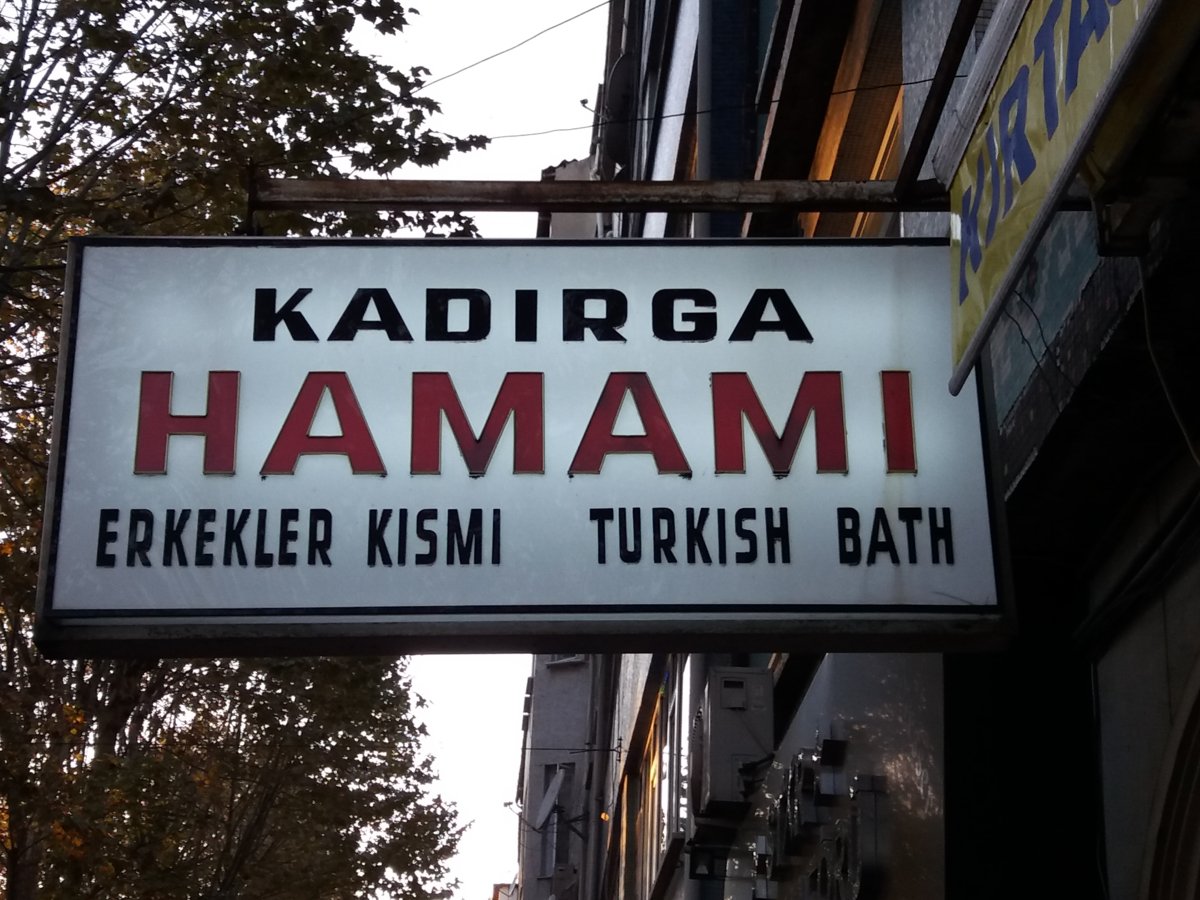 KADIRGA
HAMAMI
ERKEKLER KISMI TURKISH BATH